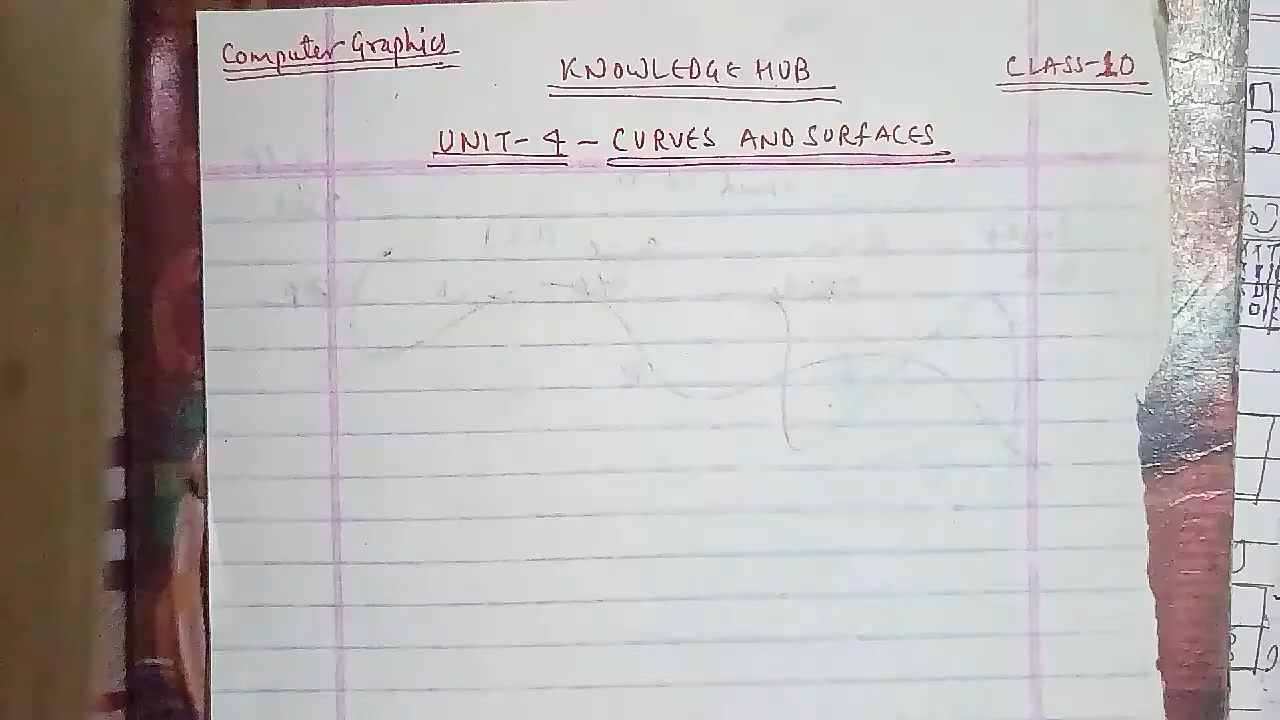 Computer Graphics
KNOWLEDGE HUB
CLASS-10
UNIT-4 - CURVES AND SURFACES